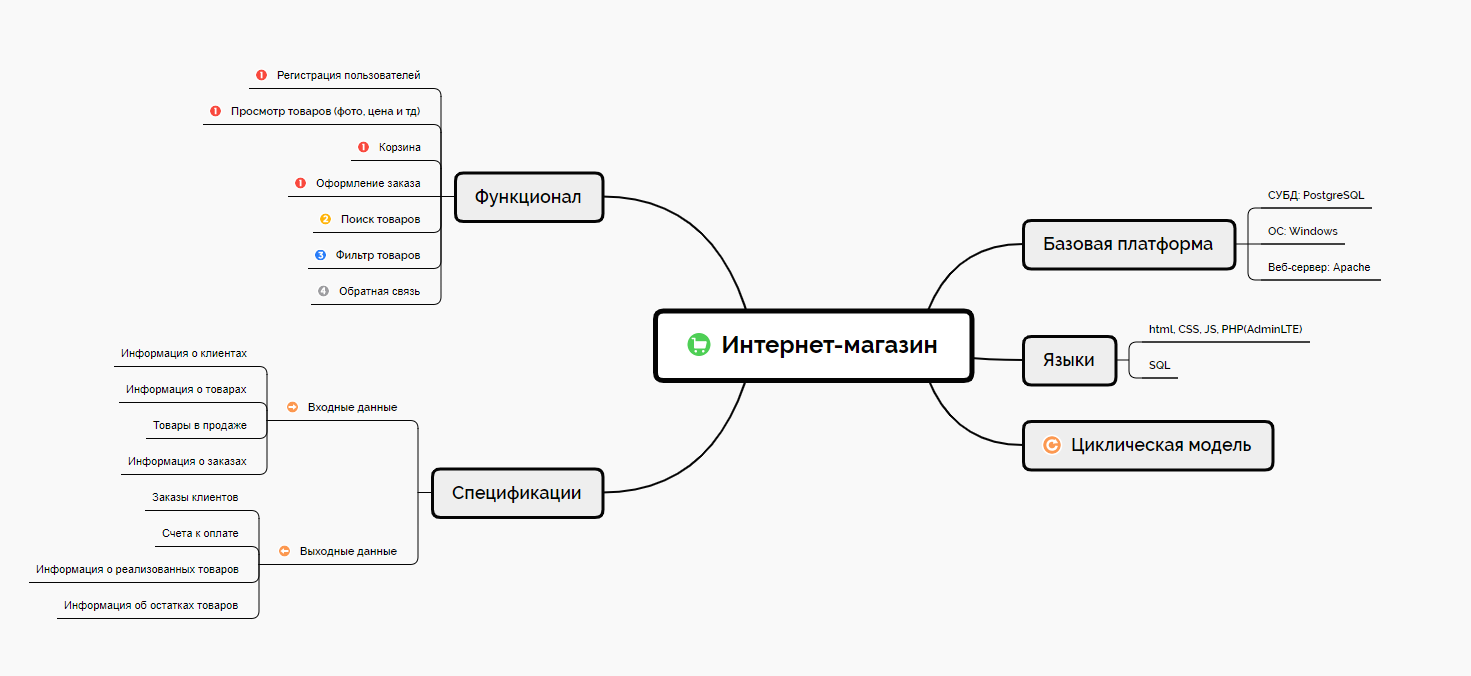 Интернет-магазин
Функционал
1 Регистрация пользователей
1 Просмотр товаров (фото, цена и тд)
1 Корзина
1 Оформление заказа
2 Поиск товаров
3 Фильтр товаров
4 Обратная связь
Спецификации
Входные данные
Информация о клиентах
Информация о товарах
Товары в продаже
Информация о заказах
Выходные данные
Заказы клиентов
Счета к оплате
Информация о реализованных товаров
Информация об остатках товаров
Базовая платформа
СУБД: PostgreSQL
ОС: Windows
Веб-сервер: Apache
Языки
html, CSS, JS, PHP(AdminLTE)
SQL
Циклическая модель